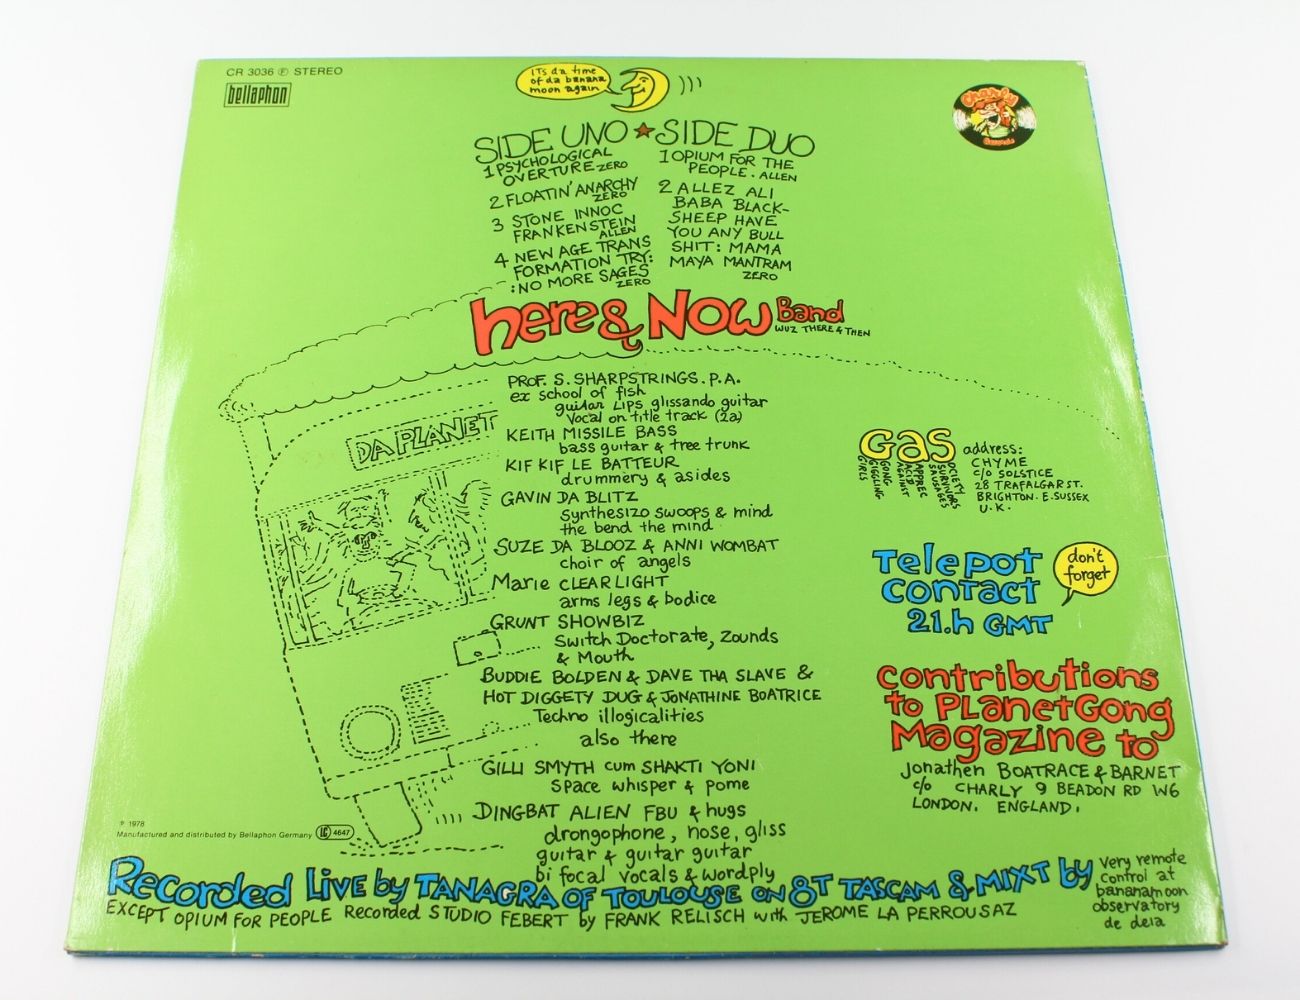 CR 3036 Ⓟ STEREO
bellaphon
ITs da time
of da banana
moon again
Charly
Records
SIDE UNO ★ SIDE DUO
1 PSYCHOLOGICAL
OVERTURE ZERO
2 FLOATIN' ANARCHY
ZERO
3 STONE INNOC
FRANKENSTEIN
ALLEN
4 NEW AGE TRANS
FORMATION TRY:
:NO MORE SAGES
ZERO
1 OPIUM FOR THE
PEOPLE. ALLEN
2 ALLEZ ALI
BABA BLACK-
SHEEP HAVE
YOU ANY BULL
SHIT: MAMA
MAYA MANTRAM
ZERO
here & Now Band
WUZ THERE & THEN
DA PLANET
PROF. S. SHARPSTRINGS. P.A.
ex school of fish
guitar Lips glissando guitar
Vocal on title track (2a)
KEITH MISSILE BASS
bass guitar & tree trunk
KIF KIF LE BATTEUR
drummery & asides
GAVIN DA BLITZ
synthesizo swoops & mind
the bend the mind
SUZE DA BLOOZ & ANNI WOMBAT
choir of angels
Marie CLEARLIGHT
arms legs & bodice
GRUNT SHOWBIZ
Switch Doctorate, Zounds
& Mouth
BUDDIE BOLDEN & DAVE THA SLAVE &
HOT DIGGETY DUG & JONATHINE BOATRICE
Techno illogicalities
also there
GILLI SMYTH cum SHAKTI YONI
SPACE whisper & pome
DINGBAT ALIEN FBU & hugs
drongophone, nose, gliss
guitar & guitar guitar
bi focal vocals & wordply
Gas address:
GONG
APPREC
SOCIETY
GIRLS
GIGGLING
AGAINST
ACID
SURVIVORS
SAUSAGES
CHYME
c/o SOLSTICE
28 TRAFALGAR ST.
BRIGHTON. E.SUSSEX
U.K.
Telepot
contact
21.h GMT
don't
forget
contributions
to PLanetGong
Magazine to
Jonathen BOATRACE & BARNET
c/o CHARLY 9 BEADON RD W6
LONDON. ENGLAND.
℗ 1978
Manufactured and distributed by Bellaphon Germany LC 4647
Recorded Live by TANAGRA OF TOULOUSE ON 8T TASCAM & MIXT by
very remote
control at
bananamoon
observatory
de deia
EXCEPT OPIUM FOR PEOPLE Recorded STUDIO FEBERT by FRANK RELISCH with JEROME LA PERROUSAZ